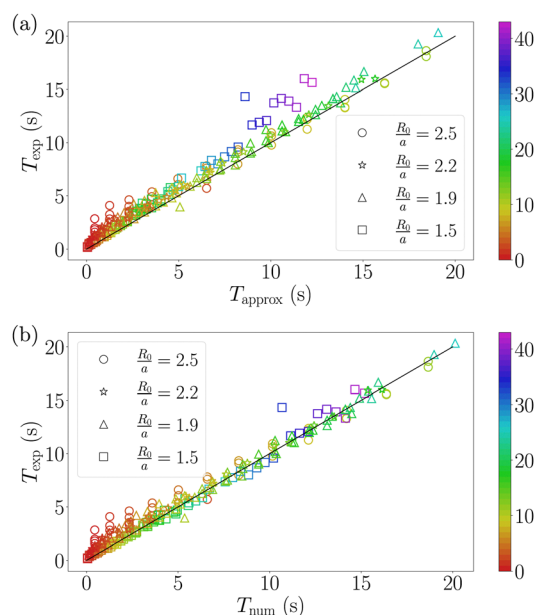 (a)
20
15
10
5
0
T_exp (s)
R_0/a = 2.5
R_0/a = 2.2
R_0/a = 1.9
R_0/a = 1.5
0 5 10 15 20
T_approx (s)
40
30
20
10
0
(b)
20
15
10
5
0
T_exp (s)
R_0/a = 2.5
R_0/a = 2.2
R_0/a = 1.9
R_0/a = 1.5
0 5 10 15 20
T_num (s)
40
30
20
10
0